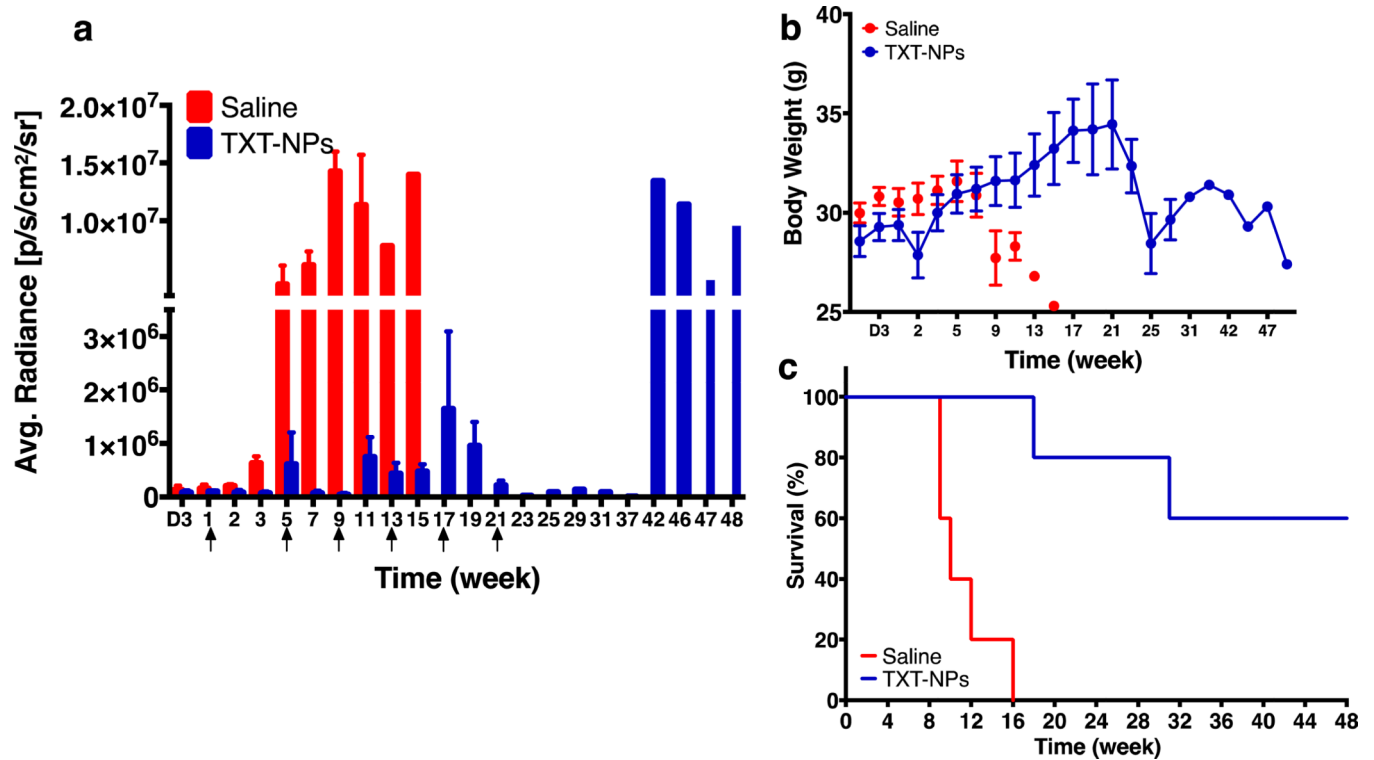 a
Avg. Radiance [p/s/cm²/sr]
2.0×10⁷
1.5×10⁷
1.0×10⁷
3×10⁶
2×10⁶
1×10⁶
0
Saline
TXT-NPs
D3 1 2 3 5 7 9 11 13 15 17 19 21 23 25 29 31 37 42 46 47 48
Time (week)
b
Body Weight (g)
40
35
30
25
Saline
TXT-NPs
D3 2 5 9 13 17 21 25 31 42 47
Time (week)
c
Survival (%)
100
80
60
40
20
0
Saline
TXT-NPs
0 4 8 12 16 20 24 28 32 36 40 44 48
Time (week)